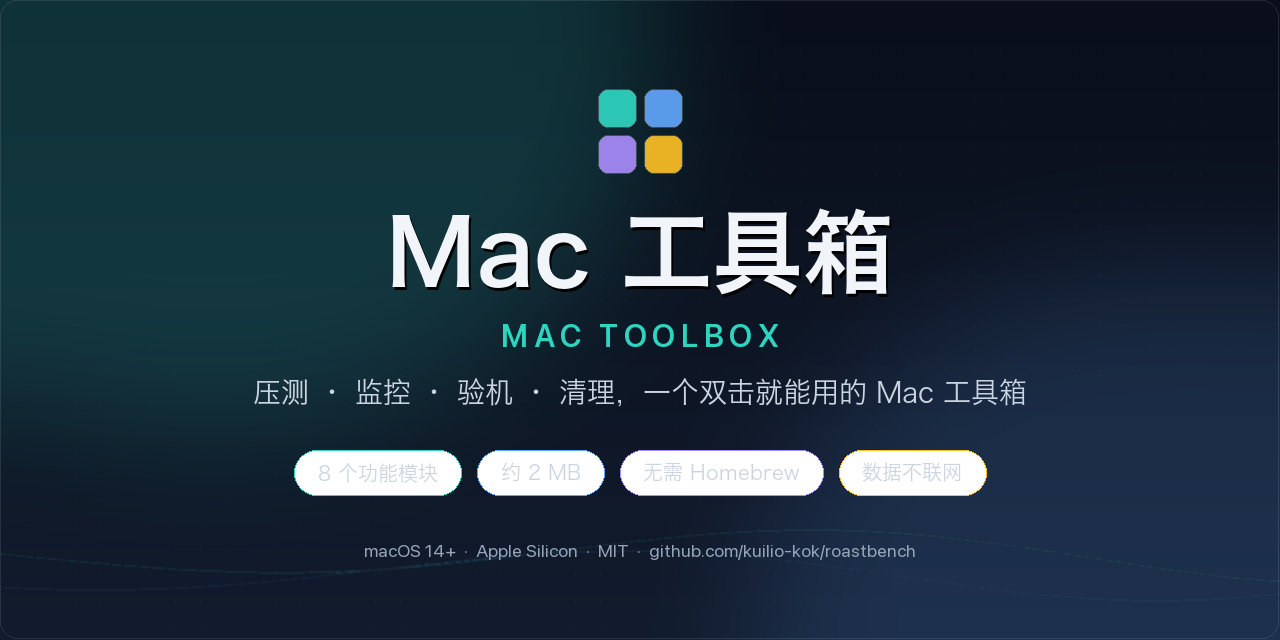 Mac 工具箱
MAC TOOLBOX
压测 · 监控 · 验机 · 清理，一个双击就能用的 Mac 工具箱
8 个功能模块 约 2 MB 无需 Homebrew 数据不联网
macOS 14+ · Apple Silicon · MIT · github.com/kuilio-kok/roastbench